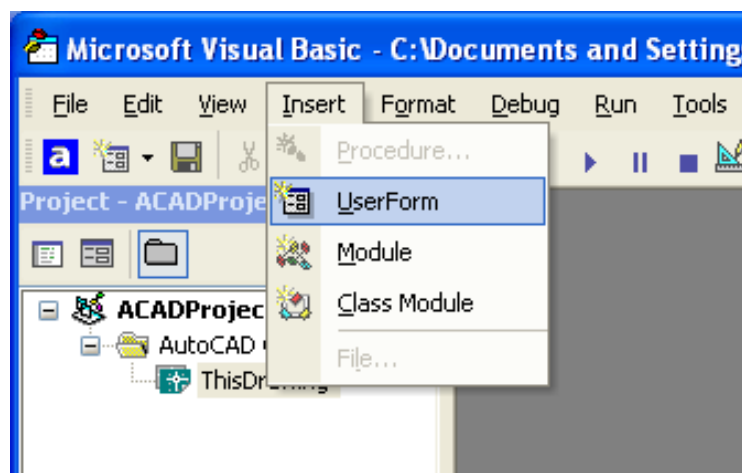 Microsoft Visual Basic - C:\Documents and Setting
File Edit View Insert Format Debug Run Tools
a
Procedure...
Project - ACADProje
UserForm
Module
Class Module
ACADProjec
AutoCAD
File...
ThisDrawing